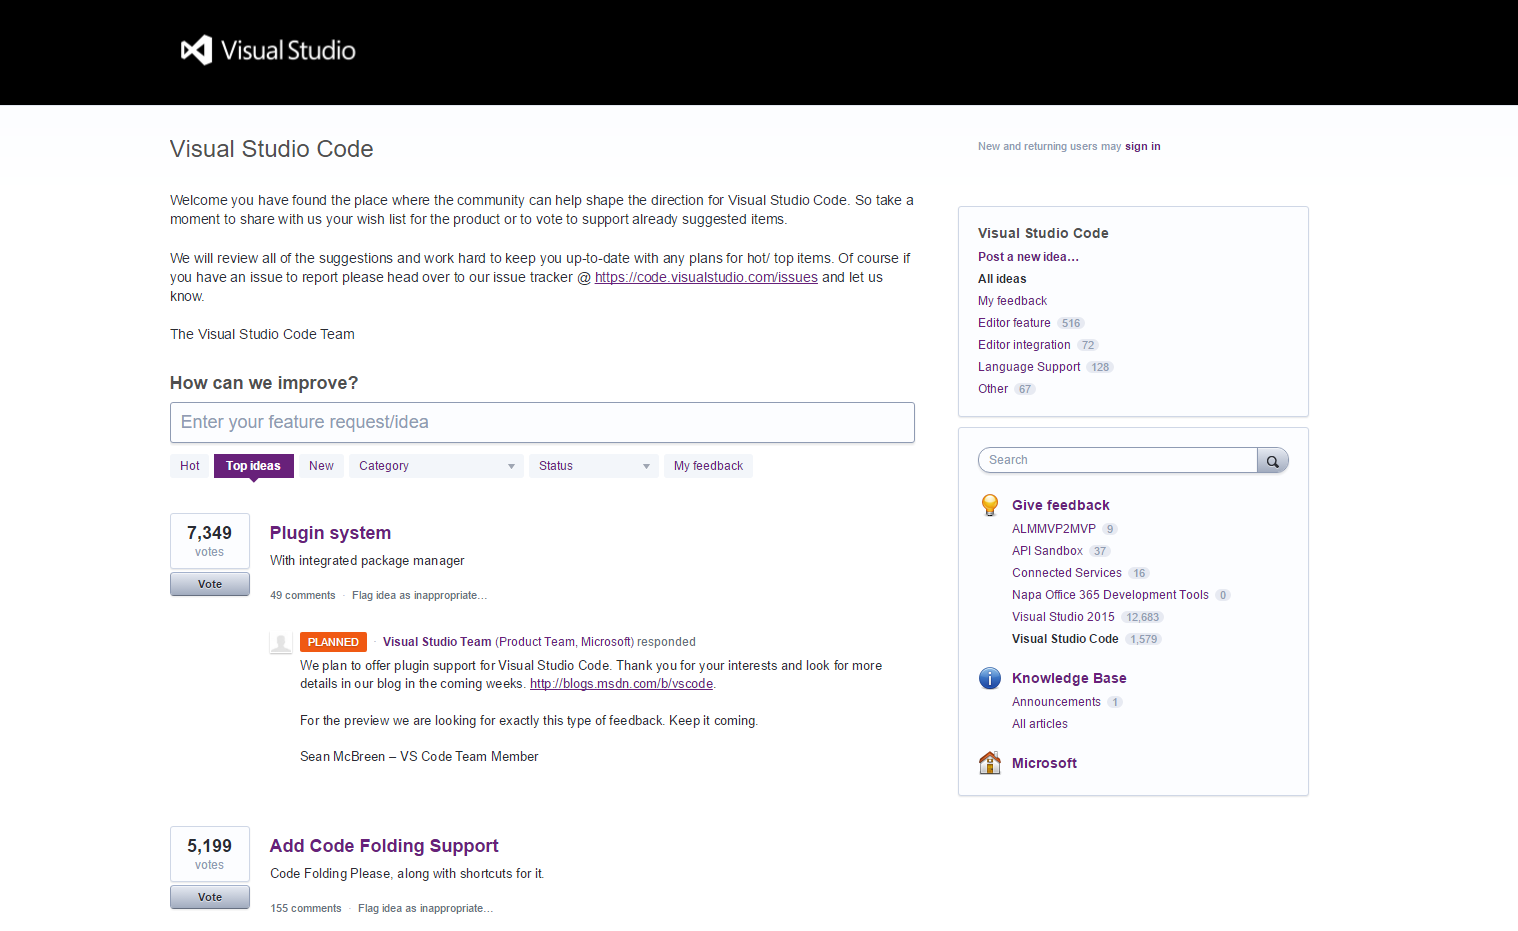 Visual Studio
Visual Studio Code
New and returning users may sign in
Welcome you have found the place where the community can help shape the direction for Visual Studio Code. So take a
moment to share with us your wish list for the product or to vote to support already suggested items.
We will review all of the suggestions and work hard to keep you up-to-date with any plans for hot/ top items. Of course if
you have an issue to report please head over to our issue tracker @ https://code.visualstudio.com/issues and let us
know.
The Visual Studio Code Team
How can we improve?
Enter your feature request/idea
Hot Top ideas New Category Status My feedback
7,349
votes
Vote
Plugin system
With integrated package manager
49 comments · Flag idea as inappropriate…
PLANNED · Visual Studio Team (Product Team, Microsoft) responded
We plan to offer plugin support for Visual Studio Code. Thank you for your interests and look for more
details in our blog in the coming weeks. http://blogs.msdn.com/b/vscode.
For the preview we are looking for exactly this type of feedback. Keep it coming.
Sean McBreen – VS Code Team Member
5,199
votes
Vote
Add Code Folding Support
Code Folding Please, along with shortcuts for it.
155 comments · Flag idea as inappropriate…
Visual Studio Code
Post a new idea…
All ideas
My feedback
Editor feature 516
Editor integration 72
Language Support 128
Other 67
Search
Give feedback
ALMMVP2MVP 9
API Sandbox 37
Connected Services 16
Napa Office 365 Development Tools 0
Visual Studio 2015 12,683
Visual Studio Code 1,579
Knowledge Base
Announcements 1
All articles
Microsoft